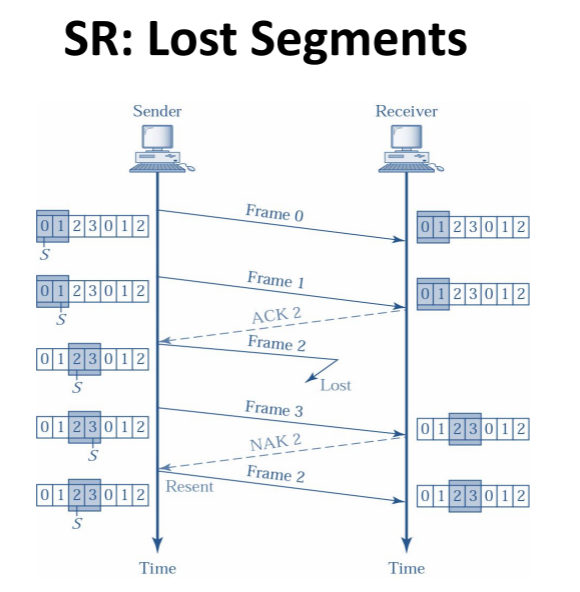 SR: Lost Segments
Sender
Receiver
Frame 0
0 1 2 3 0 1 2
0 1 2 3 0 1 2
S
Frame 1
0 1 2 3 0 1 2
0 1 2 3 0 1 2
S
ACK 2
Frame 2
0 1 2 3 0 1 2
S
Lost
Frame 3
0 1 2 3 0 1 2
0 1 2 3 0 1 2
S
NAK 2
Frame 2
Resent
0 1 2 3 0 1 2
0 1 2 3 0 1 2
S
Time
Time